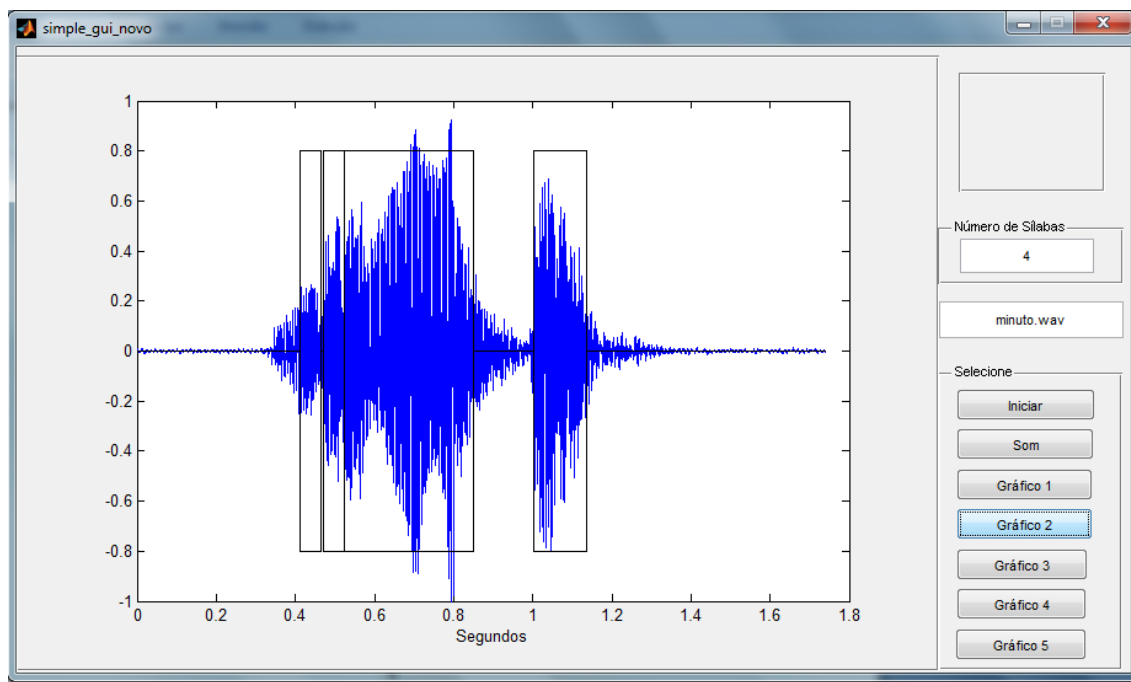 simple_gui_novo
1
0.8
0.6
0.4
0.2
0
-0.2
-0.4
-0.6
-0.8
-1
0 0.2 0.4 0.6 0.8 1 1.2 1.4 1.6 1.8
Segundos
Número de Sílabas
4
minuto.wav
Selecione
Iniciar
Som
Gráfico 1
Gráfico 2
Gráfico 3
Gráfico 4
Gráfico 5